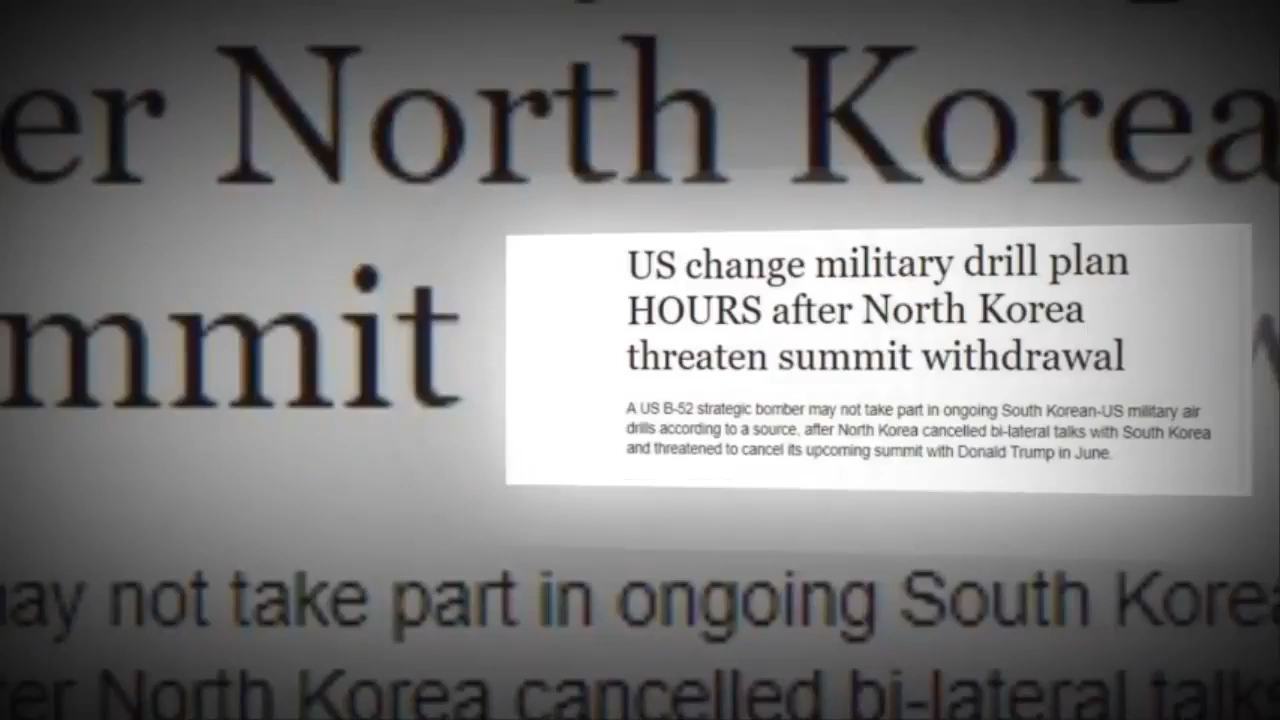 er North Korea
mmit
US change military drill plan
HOURS after North Korea
threaten summit withdrawal
A US B-52 strategic bomber may not take part in ongoing South Korean-US military air
drills according to a source, after North Korea cancelled bi-lateral talks with South Korea
and threatened to cancel its upcoming summit with Donald Trump in June.
ay not take part in ongoing South Korea
er North Korea cancelled bi-lateral talks